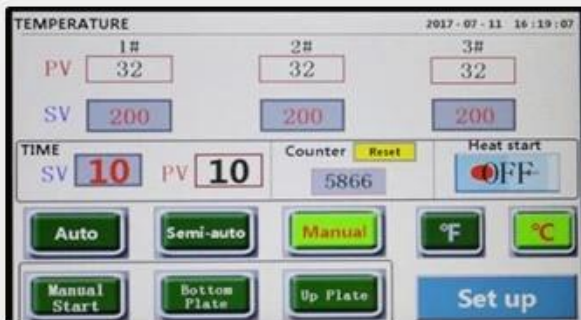 TEMPERATURE 2017-07-11 16:19:07
1# 2# 3#
PV 32 32 32
SV 200 200 200
TIME Counter Reset Heat start
SV 10 PV 10 5866 OFF
Auto Semi-auto Manual °F °C
Manual Start Bottom Plate Up Plate Set up